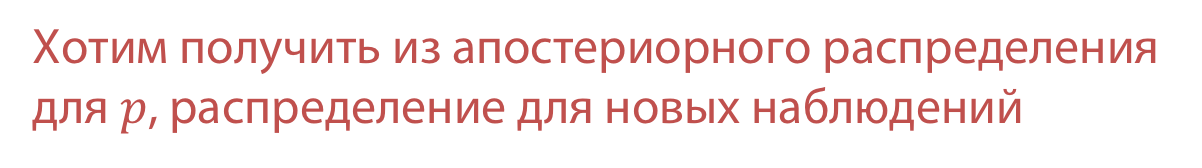 Хотим получить из апостериорного распределения
для p, распределение для новых наблюдений